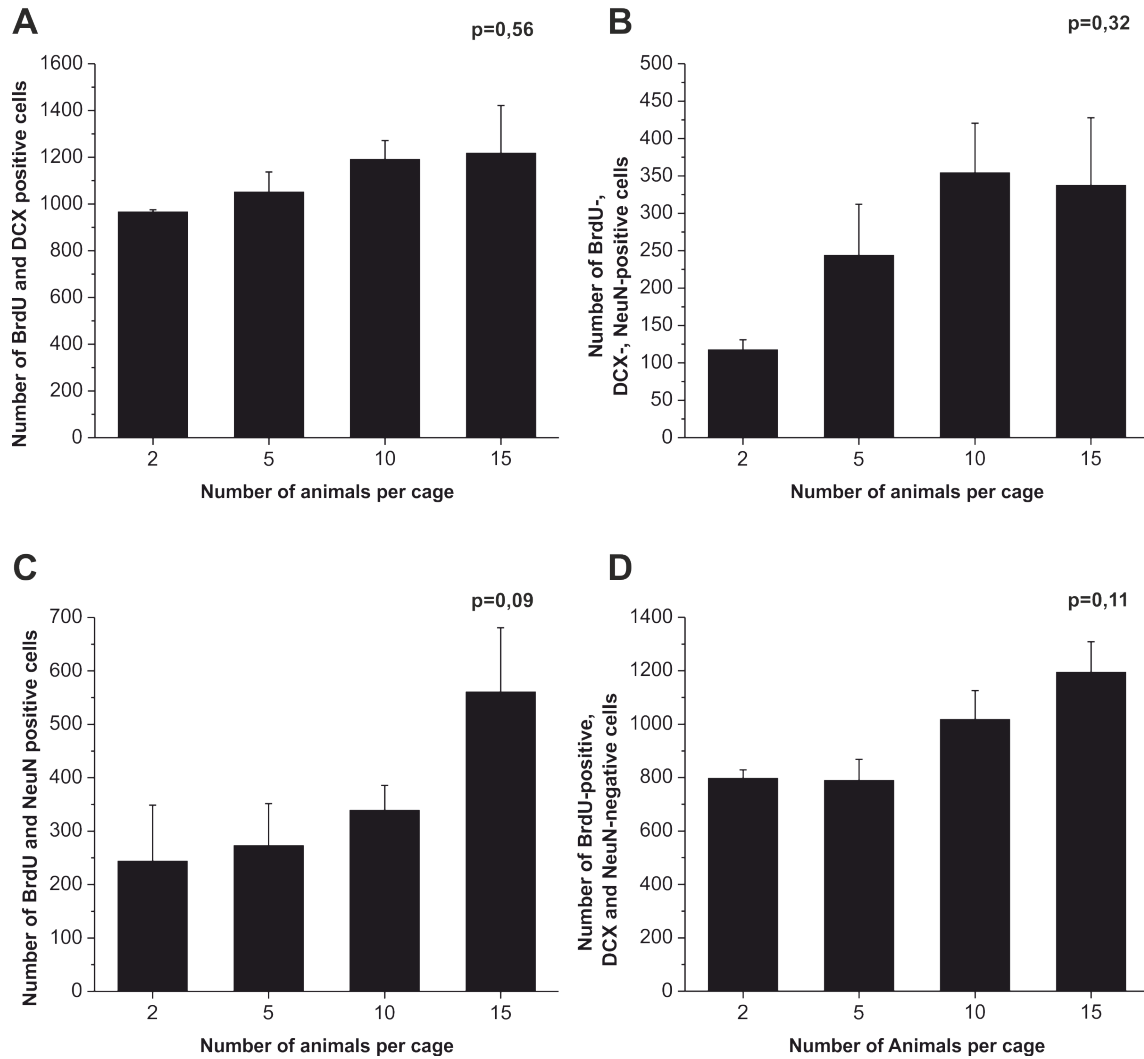 A
p=0,56
Number of BrdU and DCX positive cells
1600
1400
1200
1000
800
600
400
200
0
2 5 10 15
Number of animals per cage
B
p=0,32
Number of BrdU-,
DCX-, NeuN-positive cells
500
450
400
350
300
250
200
150
100
50
0
2 5 10 15
Number of animals per cage
C
p=0,09
Number of BrdU and NeuN positive cells
700
600
500
400
300
200
100
0
2 5 10 15
Number of animals per cage
D
p=0,11
Number of BrdU-positive,
DCX and NeuN-negative cells
1400
1200
1000
800
600
400
200
0
2 5 10 15
Number of Animals per cage